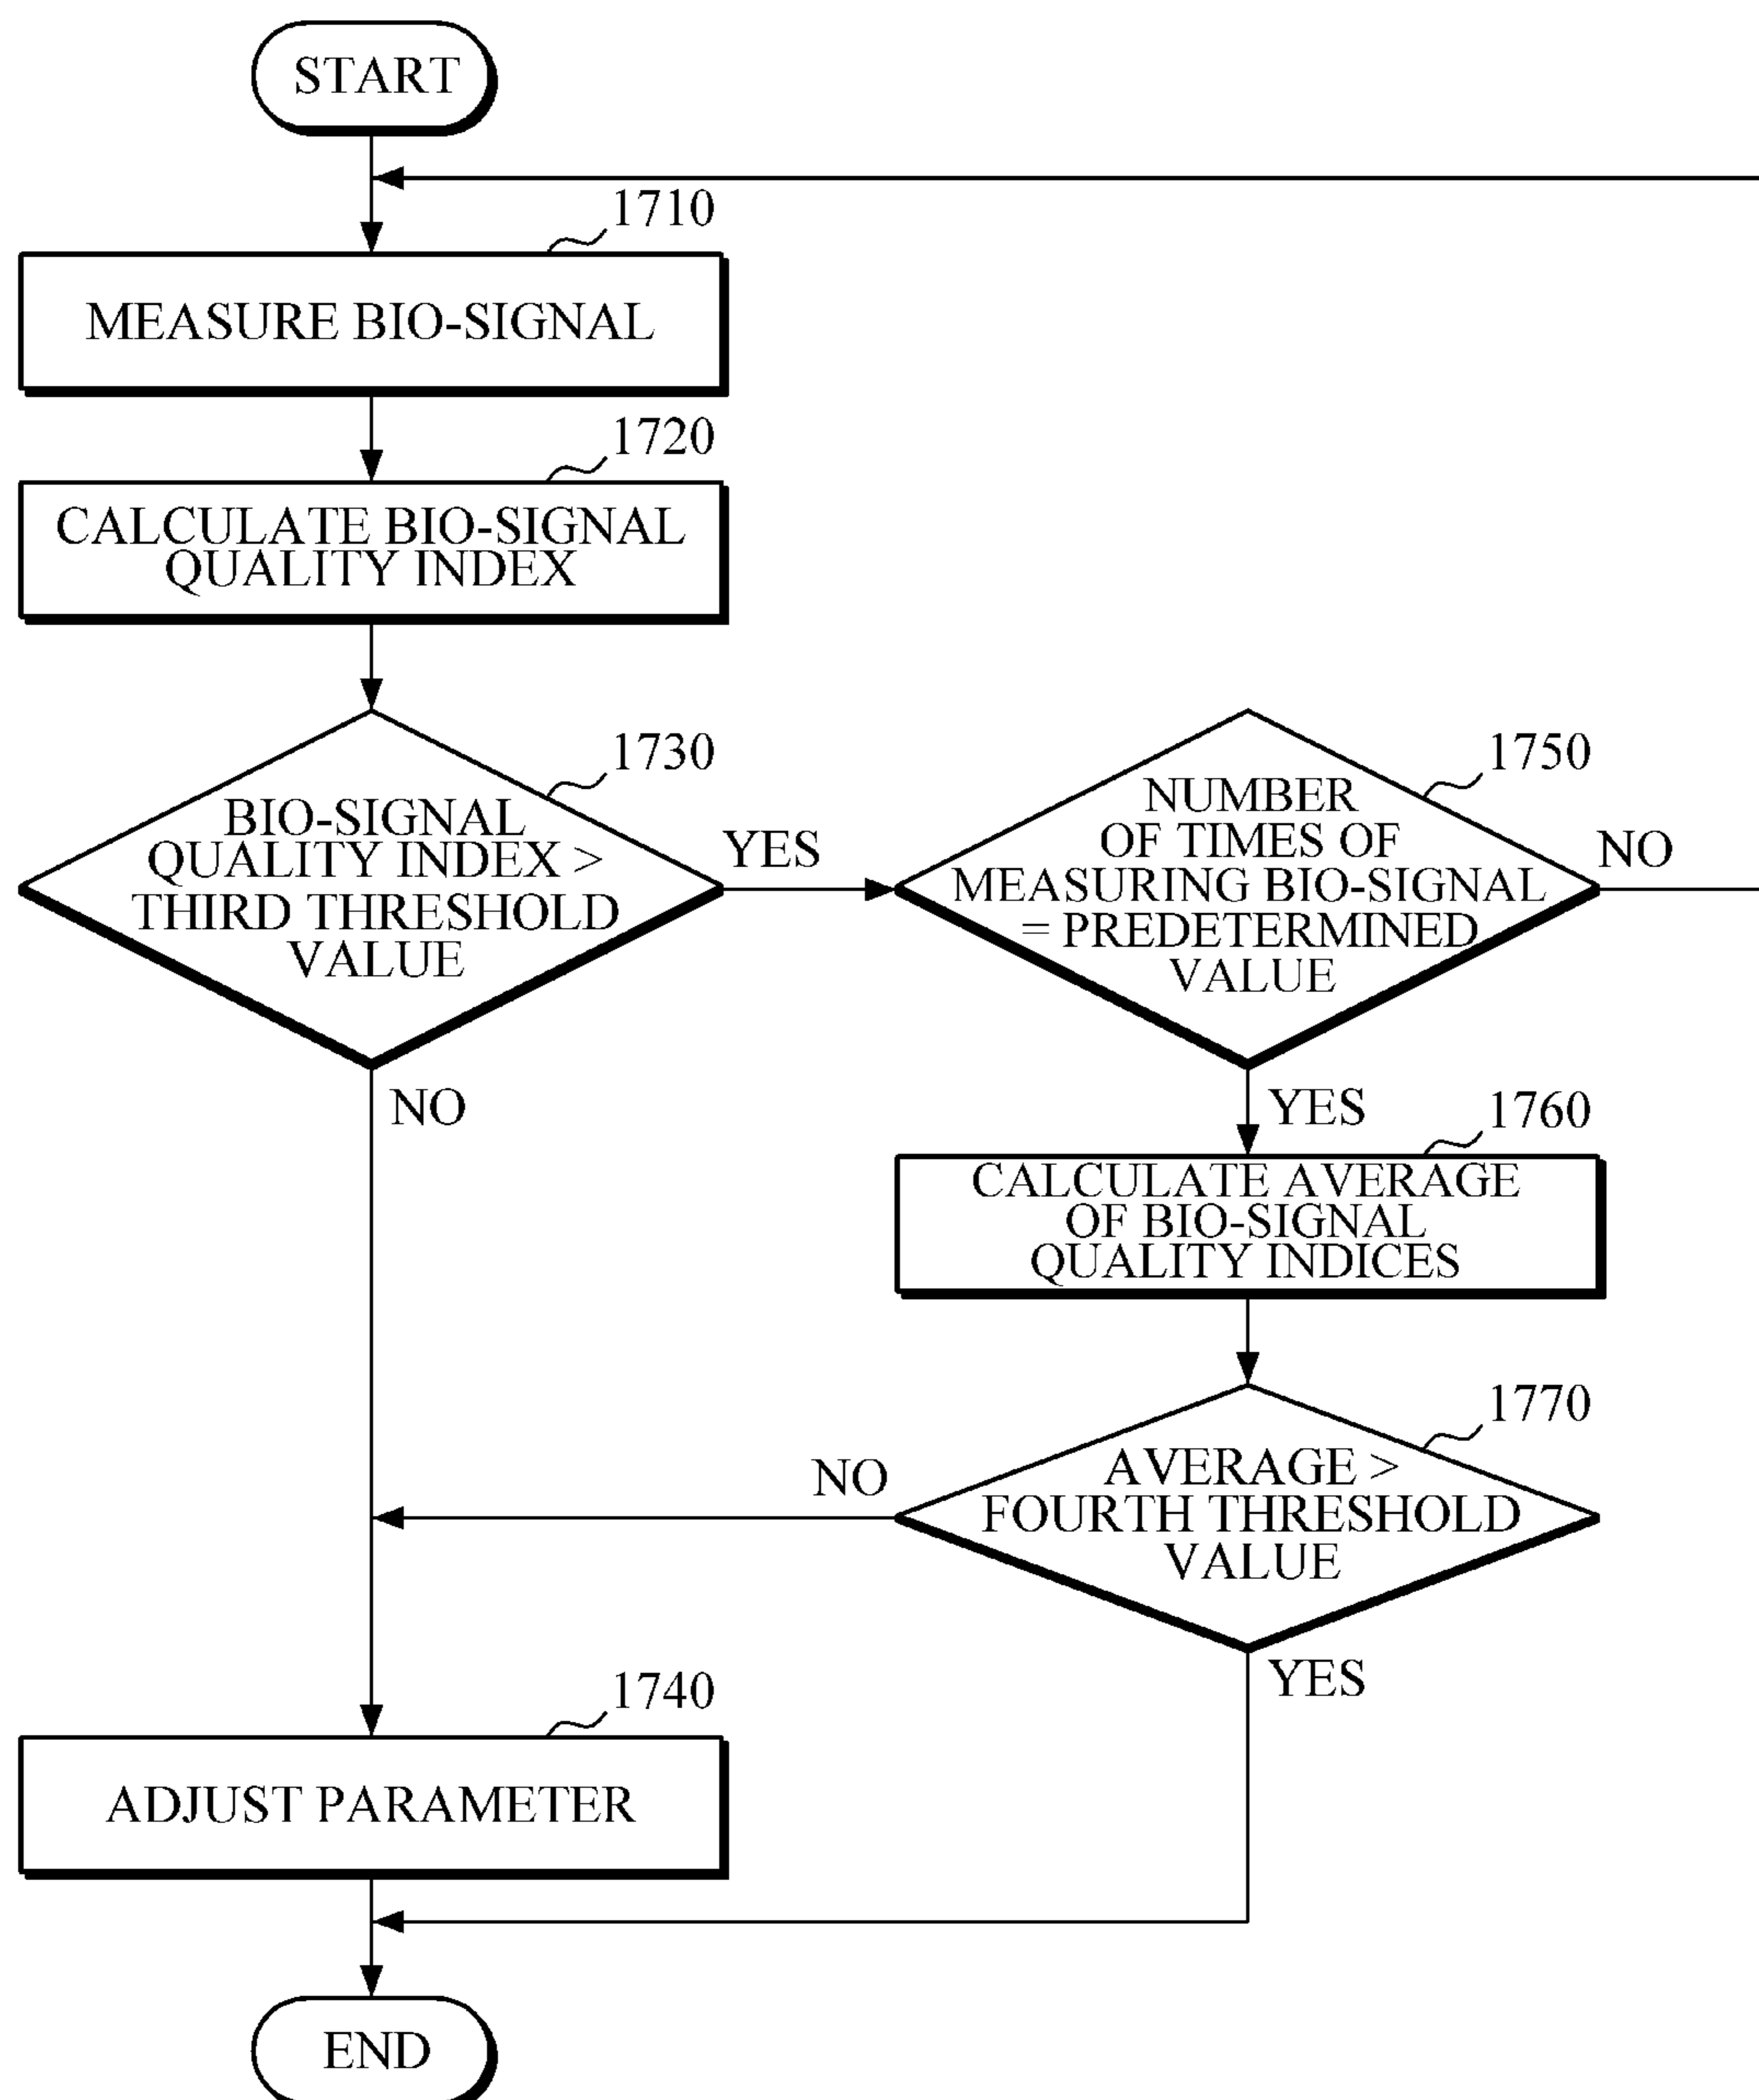 START
1710
MEASURE BIO-SIGNAL
1720
CALCULATE BIO-SIGNAL
QUALITY INDEX
1730
BIO-SIGNAL
QUALITY INDEX >
THIRD THRESHOLD
VALUE
YES
NO
1750
NUMBER
OF TIMES OF
MEASURING BIO-SIGNAL
= PREDETERMINED
VALUE
NO
YES
1760
CALCULATE AVERAGE
OF BIO-SIGNAL
QUALITY INDICES
1770
AVERAGE >
FOURTH THRESHOLD
VALUE
NO
YES
1740
ADJUST PARAMETER
END